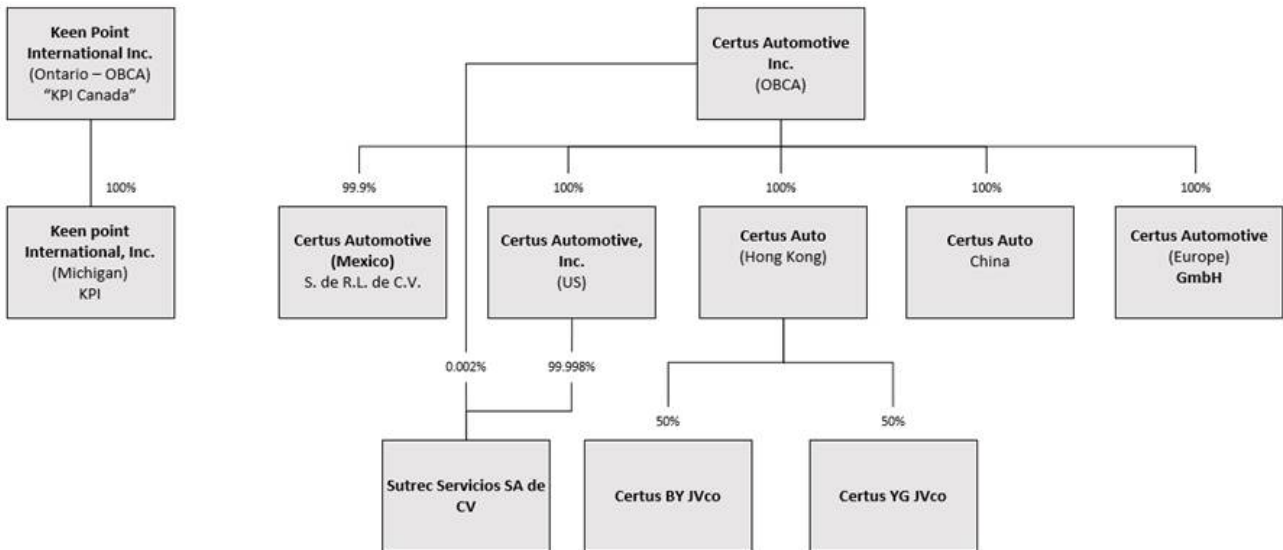 Keen Point
International Inc.
(Ontario – OBCA)
“KPI Canada”
Certus Automotive
Inc.
(OBCA)
100%
99.9%
100%
100%
100%
100%
Keen point
International, Inc.
(Michigan)
KPI
Certus Automotive
(Mexico)
S. de R.L. de C.V.
Certus Automotive,
Inc.
(US)
Certus Auto
(Hong Kong)
Certus Auto
China
Certus Automotive
(Europe)
GmbH
0.002%
99.998%
50%
50%
Sutrec Servicios SA de
CV
Certus BY JVco
Certus YG JVco